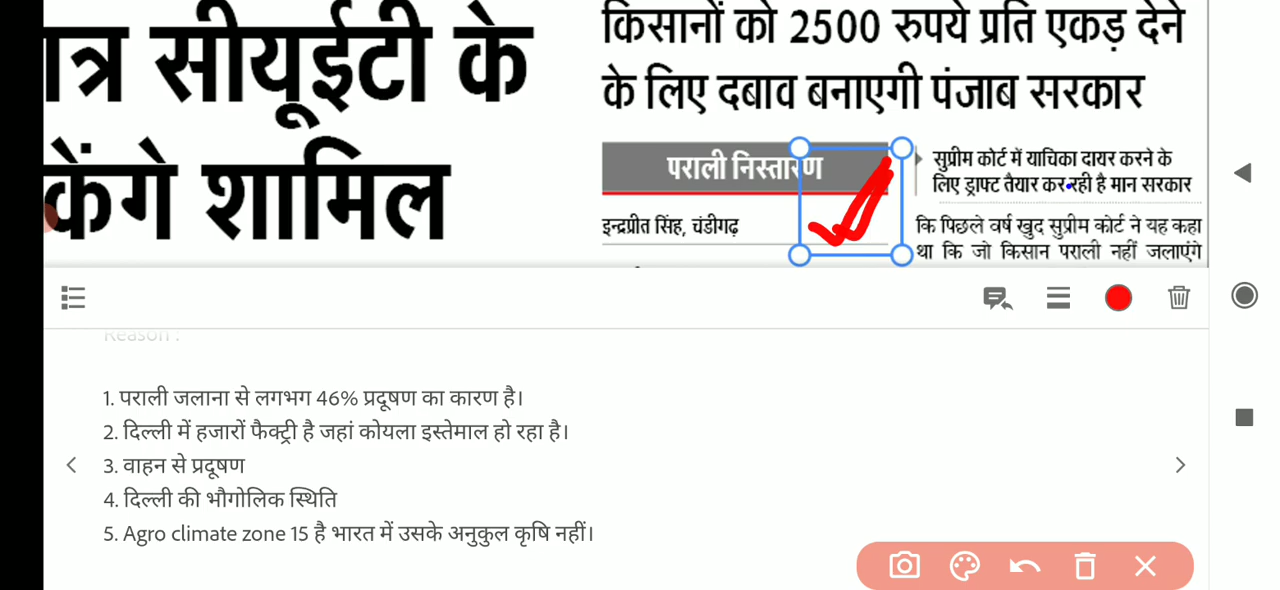 ात्र सीयूईटी के
केंगे शामिल
किसानों को 2500 रुपये प्रति एकड़ देने
के लिए दबाव बनाएगी पंजाब सरकार
पराली निस्तारण
इन्द्रप्रीत सिंह, चंडीगढ़
सुप्रीम कोर्ट में याचिका दायर करने के
लिए ड्राफ्ट तैयार कर रही है मान सरकार
कि पिछले वर्ष खुद सुप्रीम कोर्ट ने यह कहा
था कि जो किसान पराली नहीं जलाएंगे
Reason :
1. पराली जलाना से लगभग 46% प्रदूषण का कारण है।
2. दिल्ली में हजारों फैक्ट्री है जहां कोयला इस्तेमाल हो रहा है।
3. वाहन से प्रदूषण
4. दिल्ली की भौगोलिक स्थिति
5. Agro climate zone 15 है भारत में उसके अनुकुल कृषि नहीं।